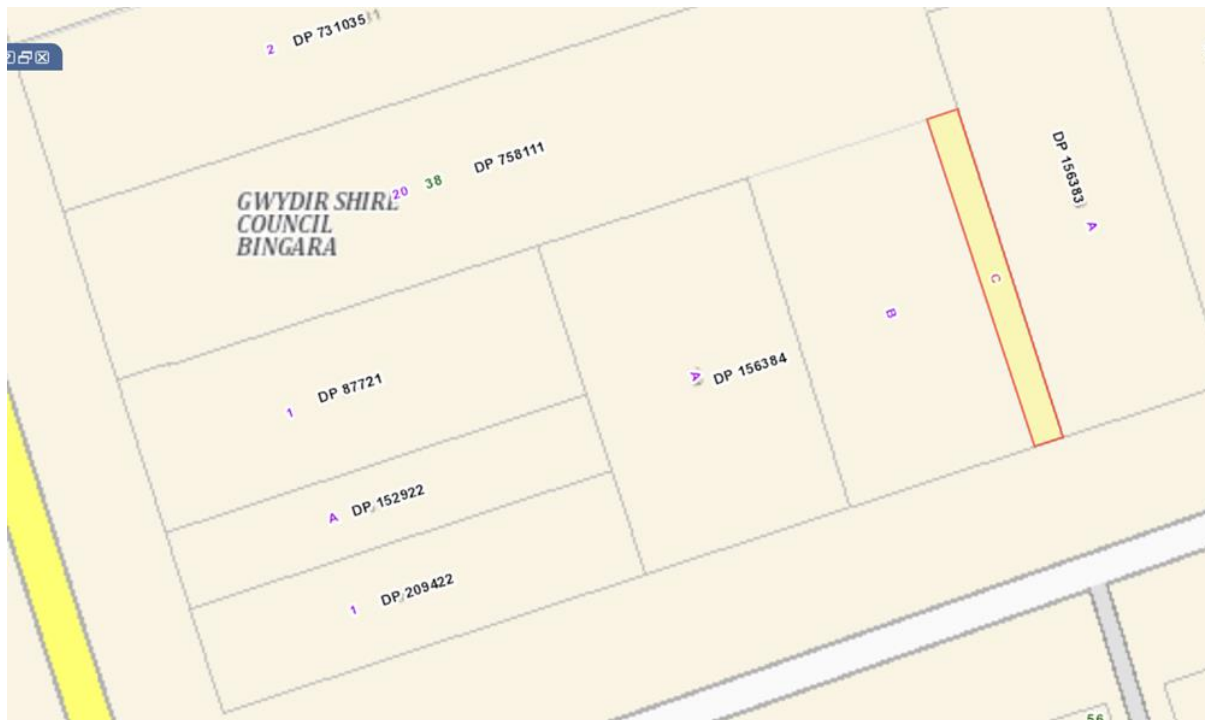 2 DP 731035
20 38 DP 758111
GWYDIR SHIRE
COUNCIL
BINGARA
DP 156383
A
C
B
A DP 156384
1 DP 87721
A DP 152922
1 DP 209422
56